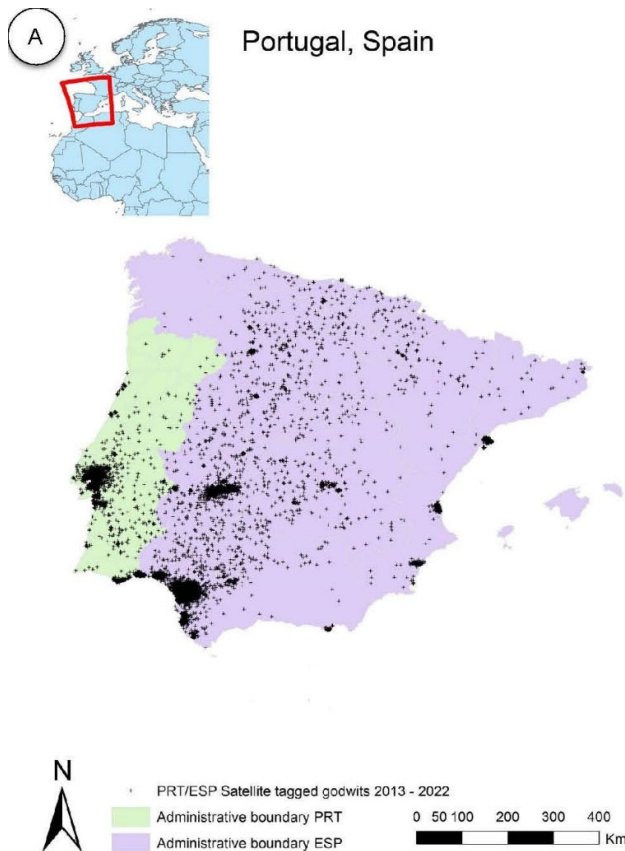 A
Portugal, Spain
N
PRT/ESP Satellite tagged godwits 2013 - 2022
Administrative boundary PRT
Administrative boundary ESP
0 50 100 200 300 400
Km